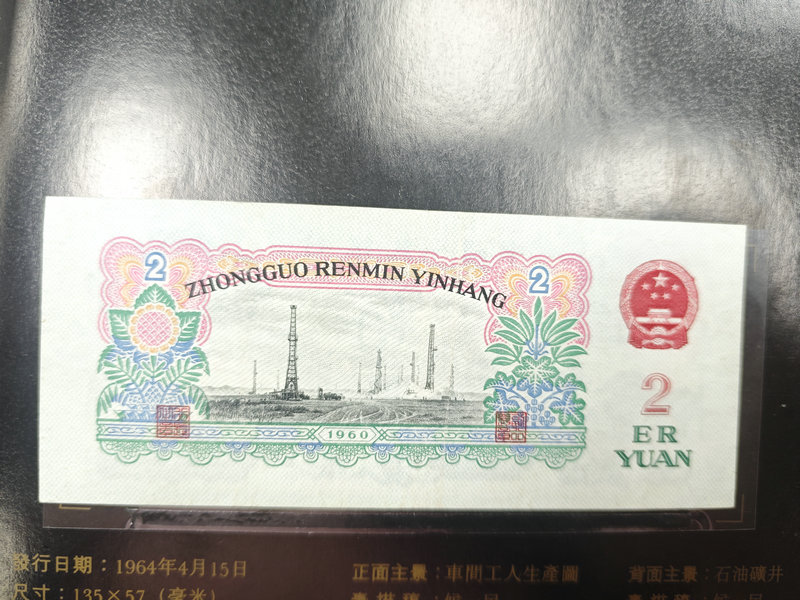 2
2
ZHONGGUO RENMIN YINHANG
1960
2
ER
YUAN
發行日期：1964年4月15日
正面主景：車間工人生產圖
背面主景：石油礦井
尺寸：135×57（毫米）